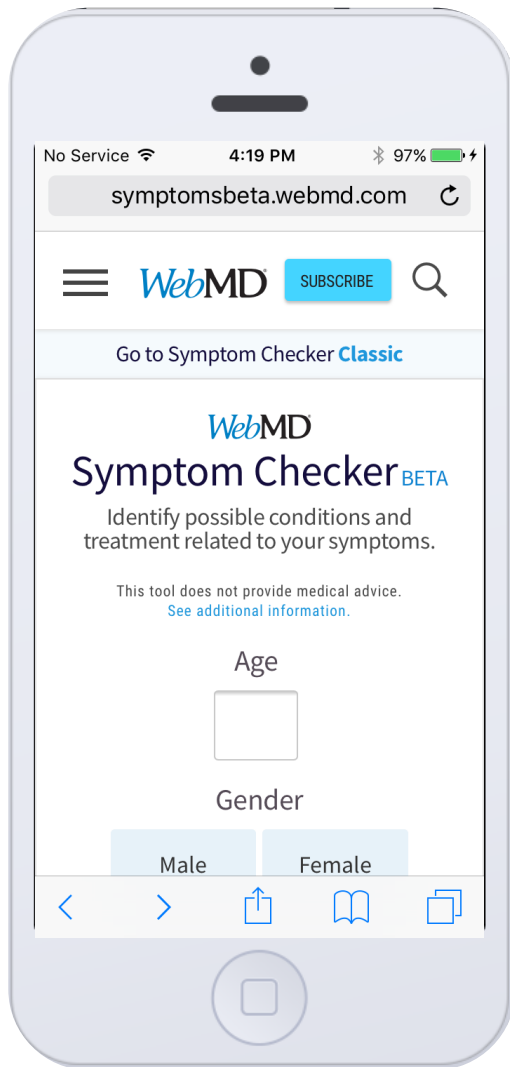 No Service 4:19 PM 97%
symptomsbeta.webmd.com
WebMD SUBSCRIBE
Go to Symptom Checker Classic
WebMD
Symptom Checker BETA
Identify possible conditions and
treatment related to your symptoms.
This tool does not provide medical advice.
See additional information.
Age
Gender
Male Female